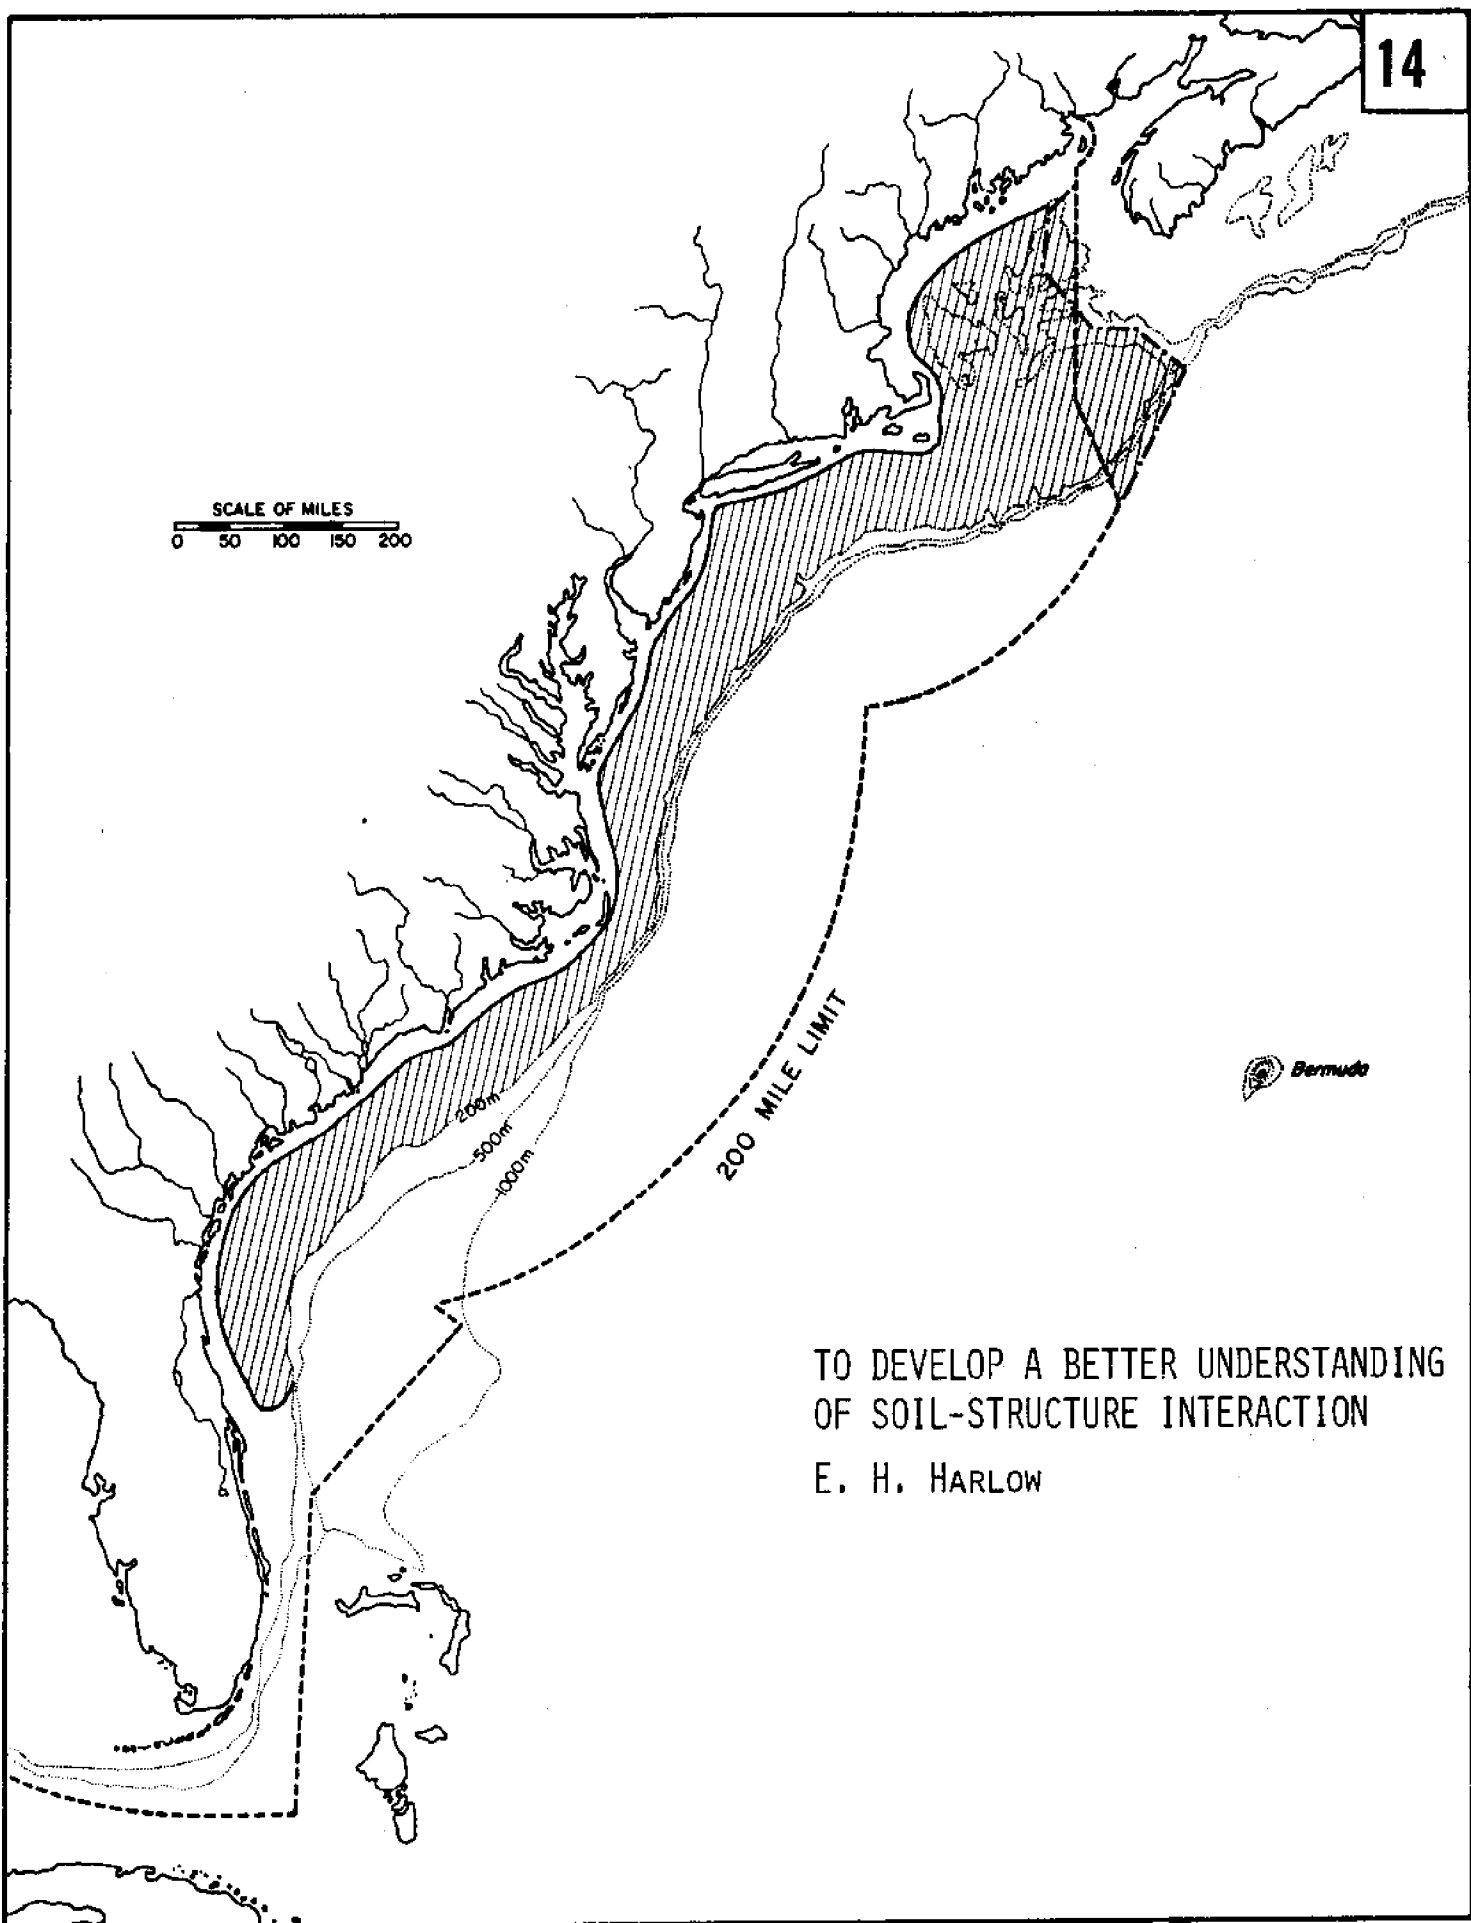 14
SCALE OF MILES
0 50 100 150 200
200 MILE LIMIT
Bermuda
200m
500m
1000m
TO DEVELOP A BETTER UNDERSTANDING
OF SOIL-STRUCTURE INTERACTION
E. H. HARLOW